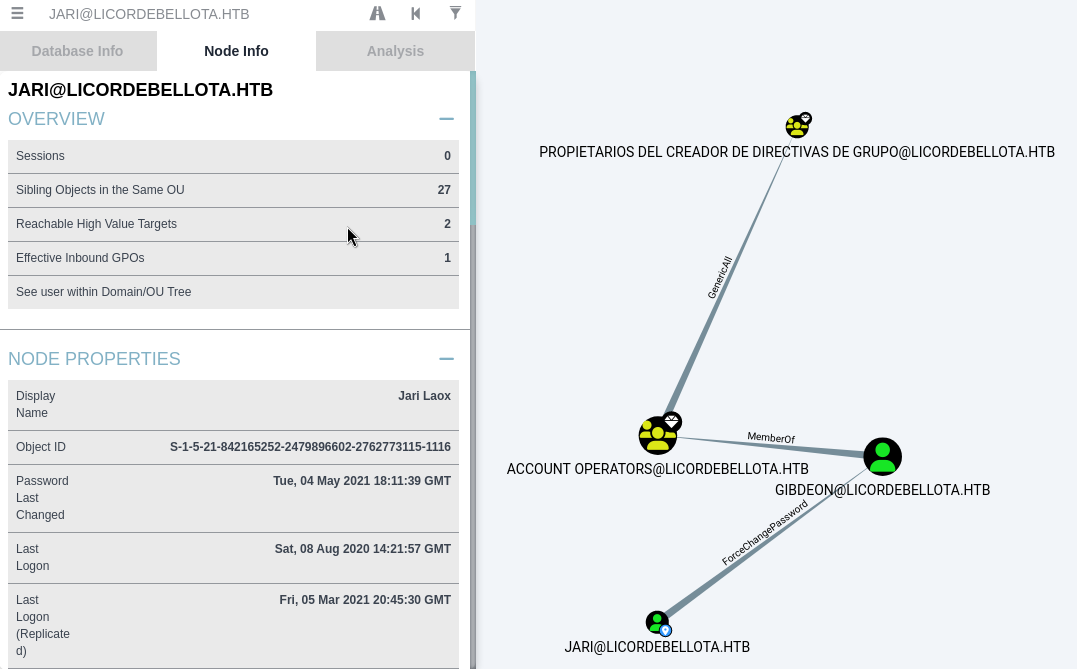 JARI@LICORDEBELLOTA.HTB
Database Info
Node Info
Analysis
JARI@LICORDEBELLOTA.HTB
OVERVIEW
Sessions 0
Sibling Objects in the Same OU 27
Reachable High Value Targets 2
Effective Inbound GPOs 1
See user within Domain/OU Tree
NODE PROPERTIES
Display Jari Laox
Name
Object ID S-1-5-21-842165252-2479896602-2762773115-1116
Password Tue, 04 May 2021 18:11:39 GMT
Last
Changed
Last Sat, 08 Aug 2020 14:21:57 GMT
Logon
Last Fri, 05 Mar 2021 20:45:30 GMT
Logon
(Replicate
d)
PROPIETARIOS DEL CREADOR DE DIRECTIVAS DE GRUPO@LICORDEBELLOTA.HTB
GenericAll
MemberOf
ACCOUNT OPERATORS@LICORDEBELLOTA.HTB
GIBDEON@LICORDEBELLOTA.HTB
ForceChangePassword
JARI@LICORDEBELLOTA.HTB